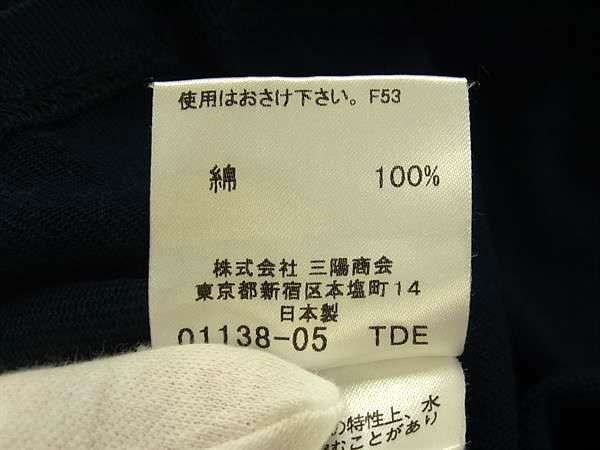 使用はおさけ下さい。F53
綿 100%
株式会社 三陽商会
東京都新宿区本塩町14
日本製
01138-05 TDE
の特性上、水
むことがあり